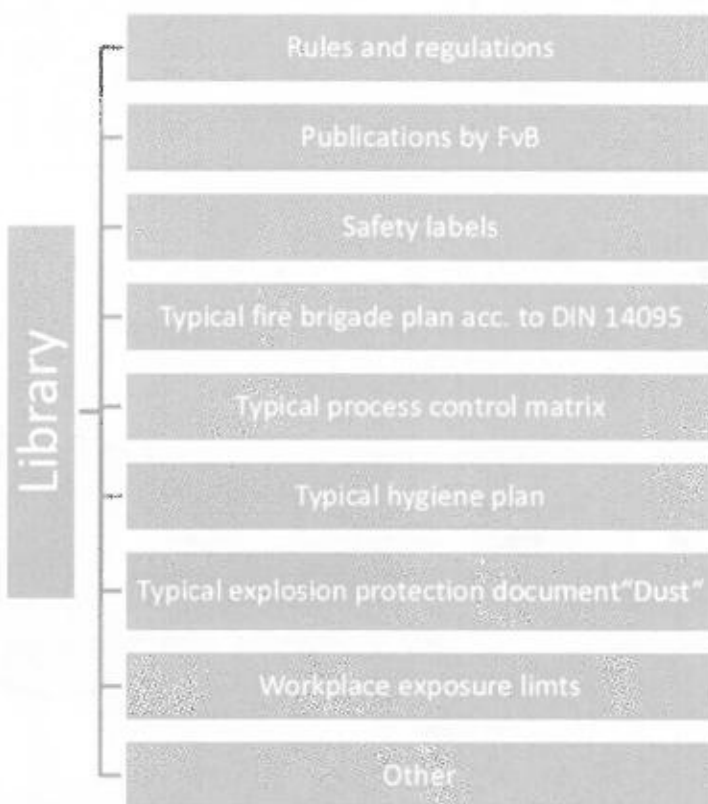 Library
Rules and regulations
Publications by FvB
Safety labels
Typical fire brigade plan acc. to DIN 14095
Typical process control matrix
Typical hygiene plan
Typical explosion protection document“Dust“
Workplace exposure limts
Other